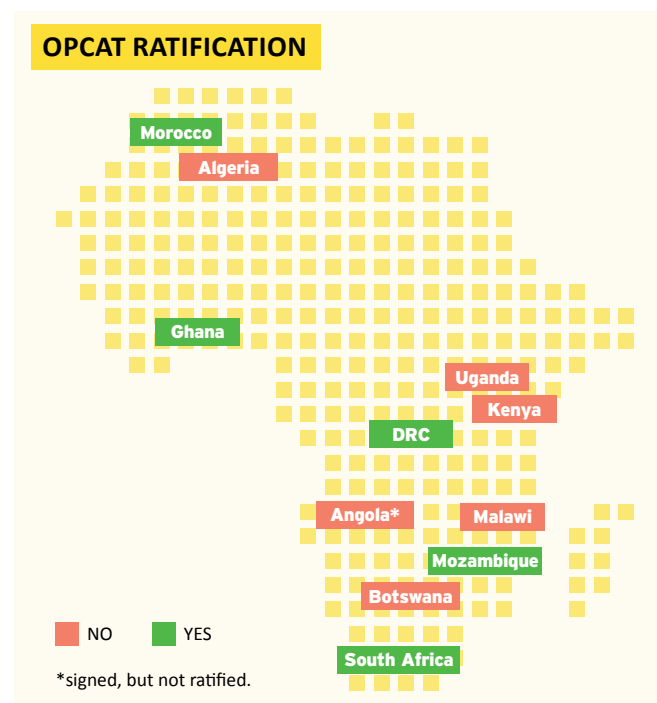 OPCAT RATIFICATION
Morocco
Algeria
Ghana
Uganda
Kenya
DRC
Angola*
Malawi
Mozambique
Botswana
NO
YES
South Africa
*signed, but not ratified.